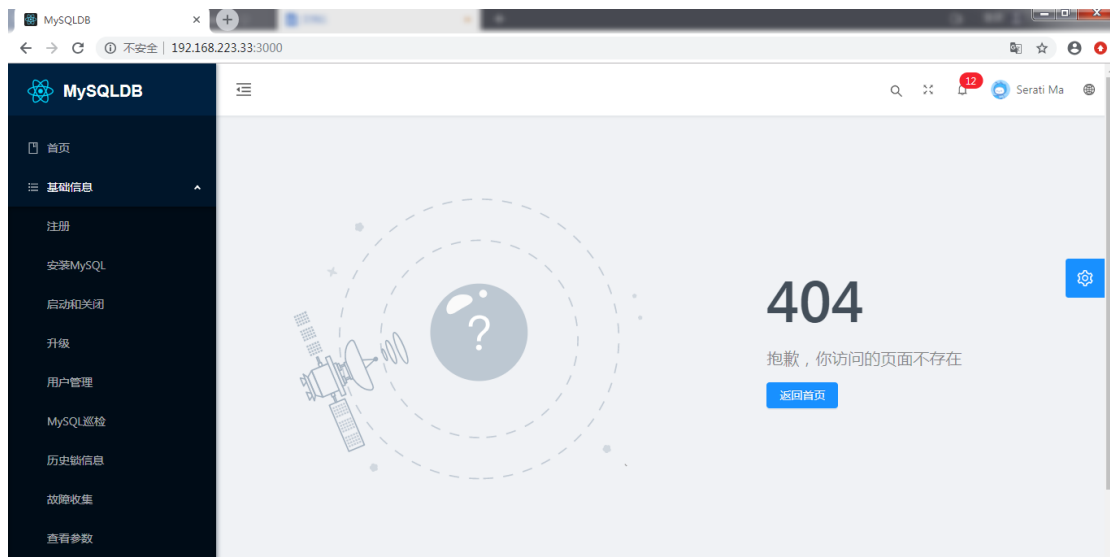 MySQLDB
不安全 | 192.168.223.33:3000
MySQLDB
12
Serati Ma
首页
基础信息
注册
安装MySQL
启动和关闭
升级
用户管理
MySQL巡检
历史锁信息
故障收集
查看参数
?
404
抱歉，你访问的页面不存在
返回首页